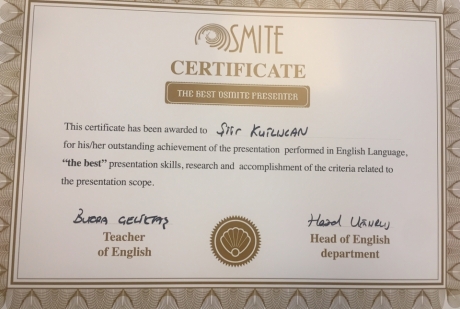 OSMITE
CERTIFICATE
THE BEST OSMITE PRESENTER
This certificate has been awarded to
for his/her outstanding achievement of the presentation performed in English Language,
"the best" presentation skills, research and accomplishment of the criteria related to
the presentation scope.
Teacher
of English
Head of English
department